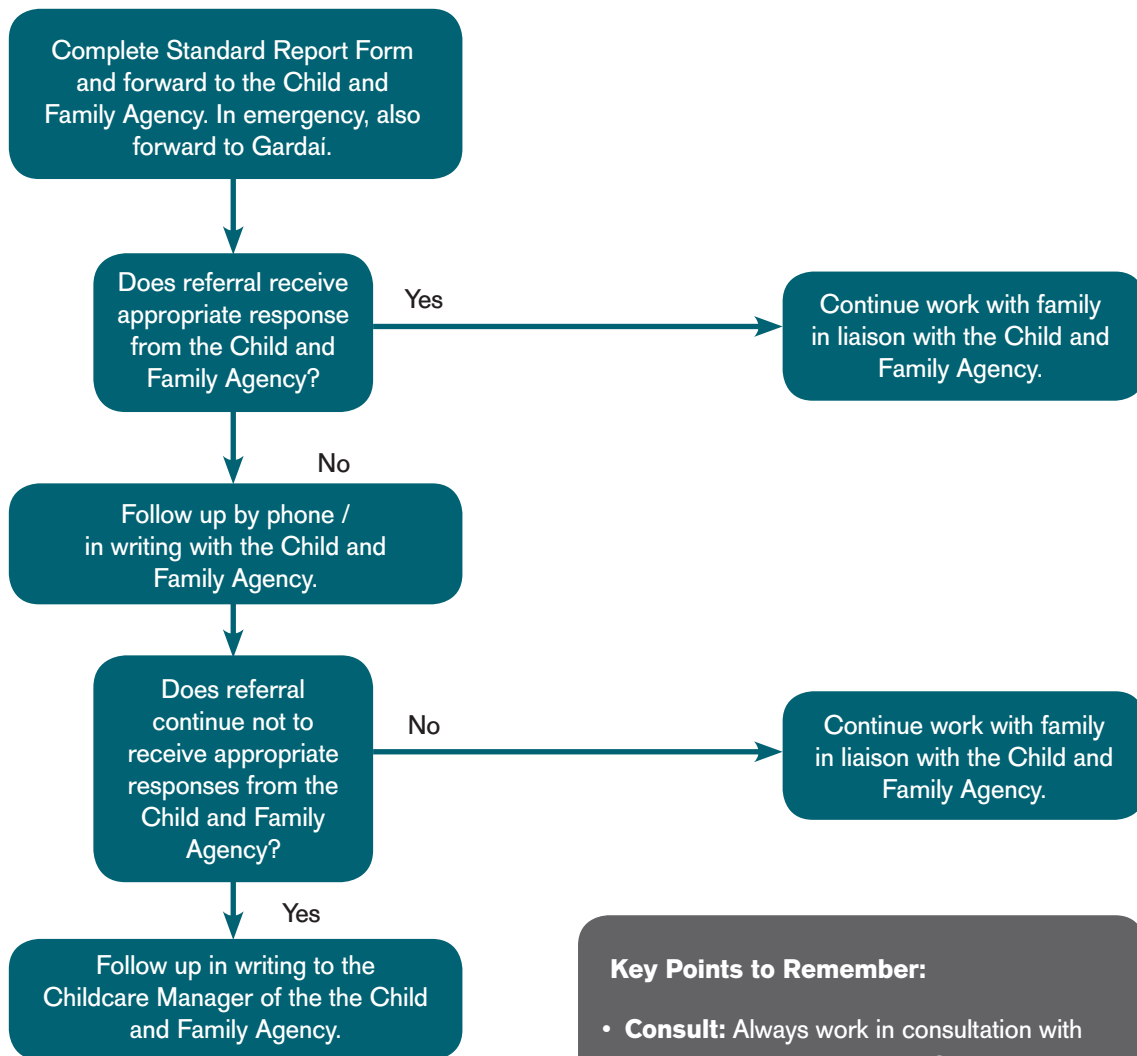 Complete Standard Report Form
and forward to the Child and
Family Agency. In emergency, also
forward to Gardaí.
Does referral receive
appropriate response
from the Child and
Family Agency?
Yes
Continue work with family
in liaison with the Child and
Family Agency.
No
Follow up by phone /
in writing with the Child and
Family Agency.
Does referral
continue not to
receive appropriate
responses from the
Child and Family
Agency?
No
Continue work with family
in liaison with the Child and
Family Agency.
Yes
Follow up in writing to the
Childcare Manager of the the Child
and Family Agency.
Key Points to Remember:
• Consult: Always work in consultation with